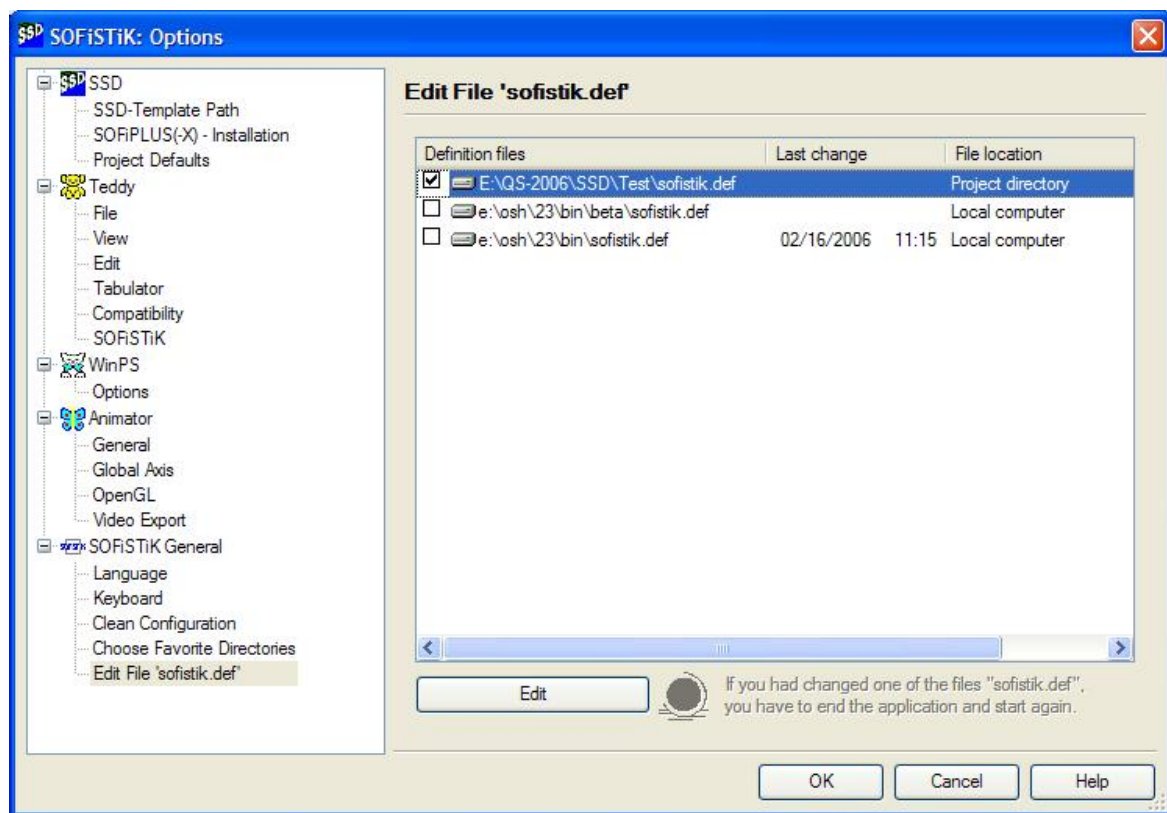 SSD SOFiSTiK: Options
SSD SSD
SSD-Template Path
SOFiPLUS(-X) - Installation
Project Defaults
Teddy
File
View
Edit
Tabulator
Compatibility
SOFiSTiK
WinPS
Options
Animator
General
Global Axis
OpenGL
Video Export
SOFiSTiK General
Language
Keyboard
Clean Configuration
Choose Favorite Directories
Edit File 'sofistik.def'
Edit File 'sofistik.def'
Definition files Last change File location
E:\QS-2006\SSD\Test\sofistik.def Project directory
e:\osh\23\bin\beta\sofistik.def Local computer
e:\osh\23\bin\sofistik.def 02/16/2006 11:15 Local computer
Edit
If you had changed one of the files "sofistik.def",
you have to end the application and start again.
OK Cancel Help